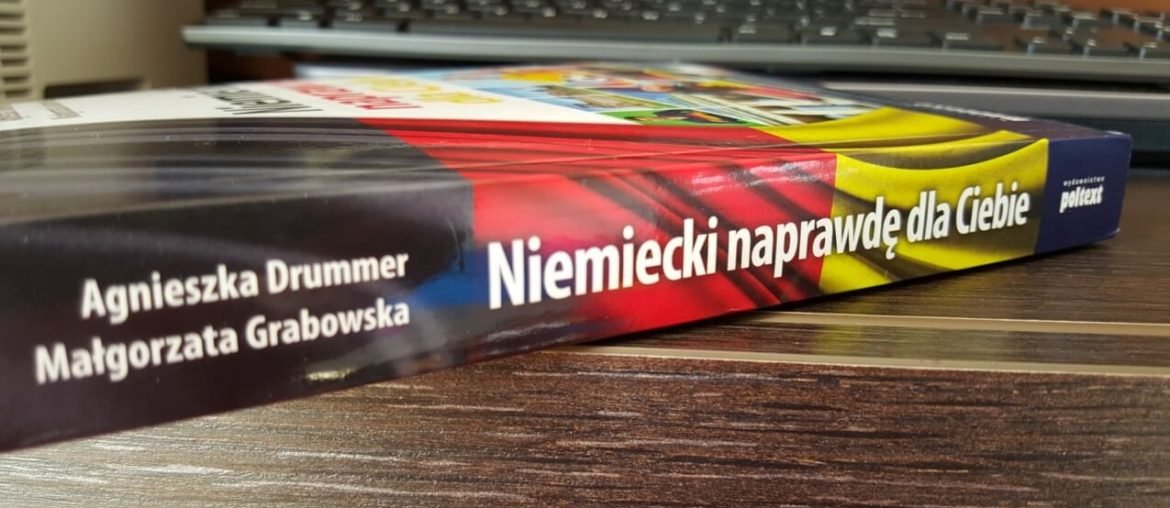 Agnieszka Drummer
Małgorzata Grabowska
Niemiecki naprawdę dla Ciebie
wydawnictwo
poltext